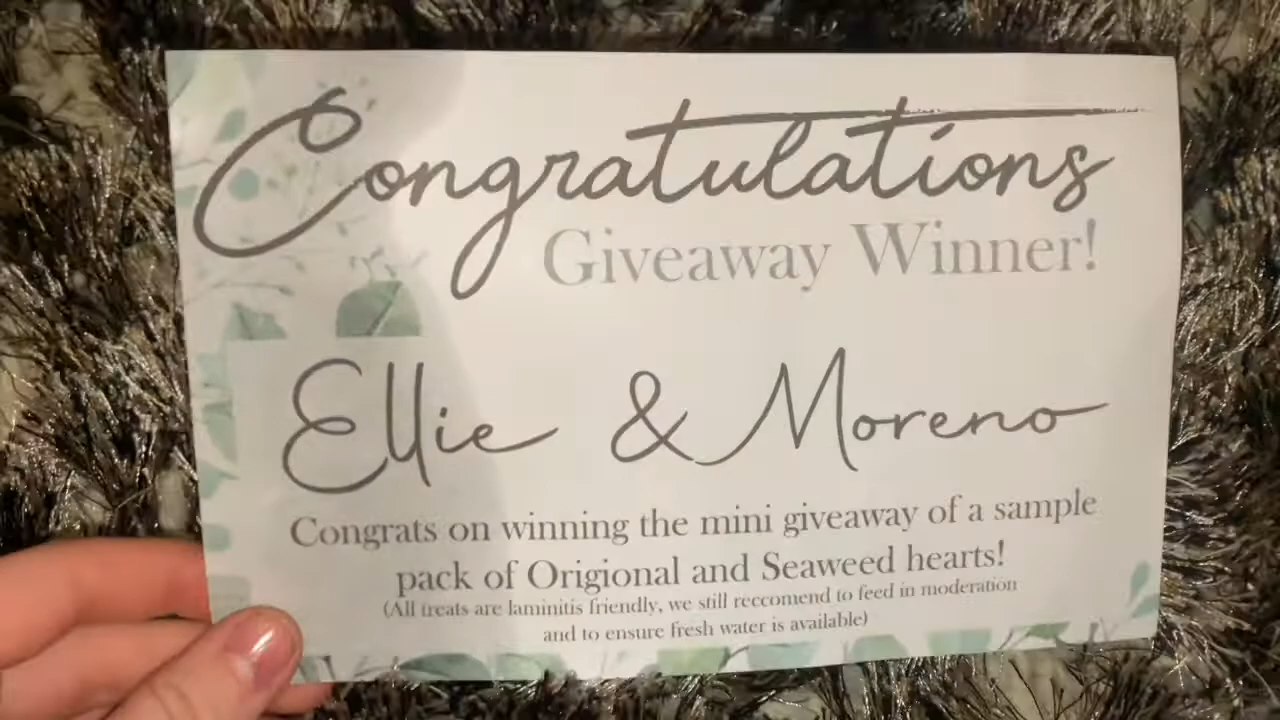 Congratulations
Giveaway Winner!
Ellie & Moreno
Congrats on winning the mini giveaway of a sample
pack of Origional and Seaweed hearts!
(All treats are laminitis friendly, we still reccomend to feed in moderation
and to ensure fresh water is available)